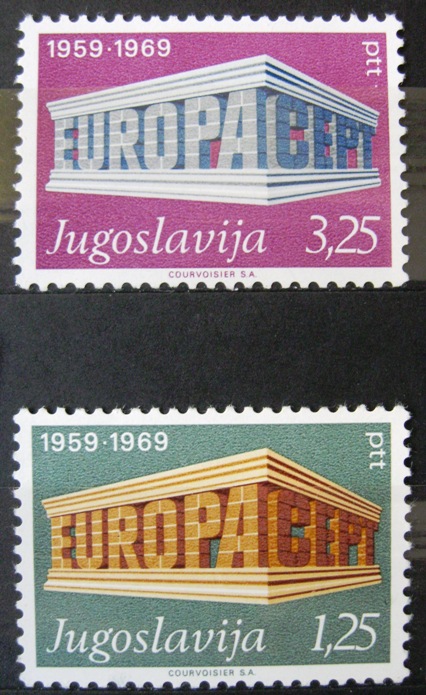 1959·1969 ptt
EUROPA CEPT
Jugoslavija 3,25
COURVOISIER S.A.
1959·1969 ptt
EUROPA CEPT
Jugoslavija 1,25
COURVOISIER S.A.